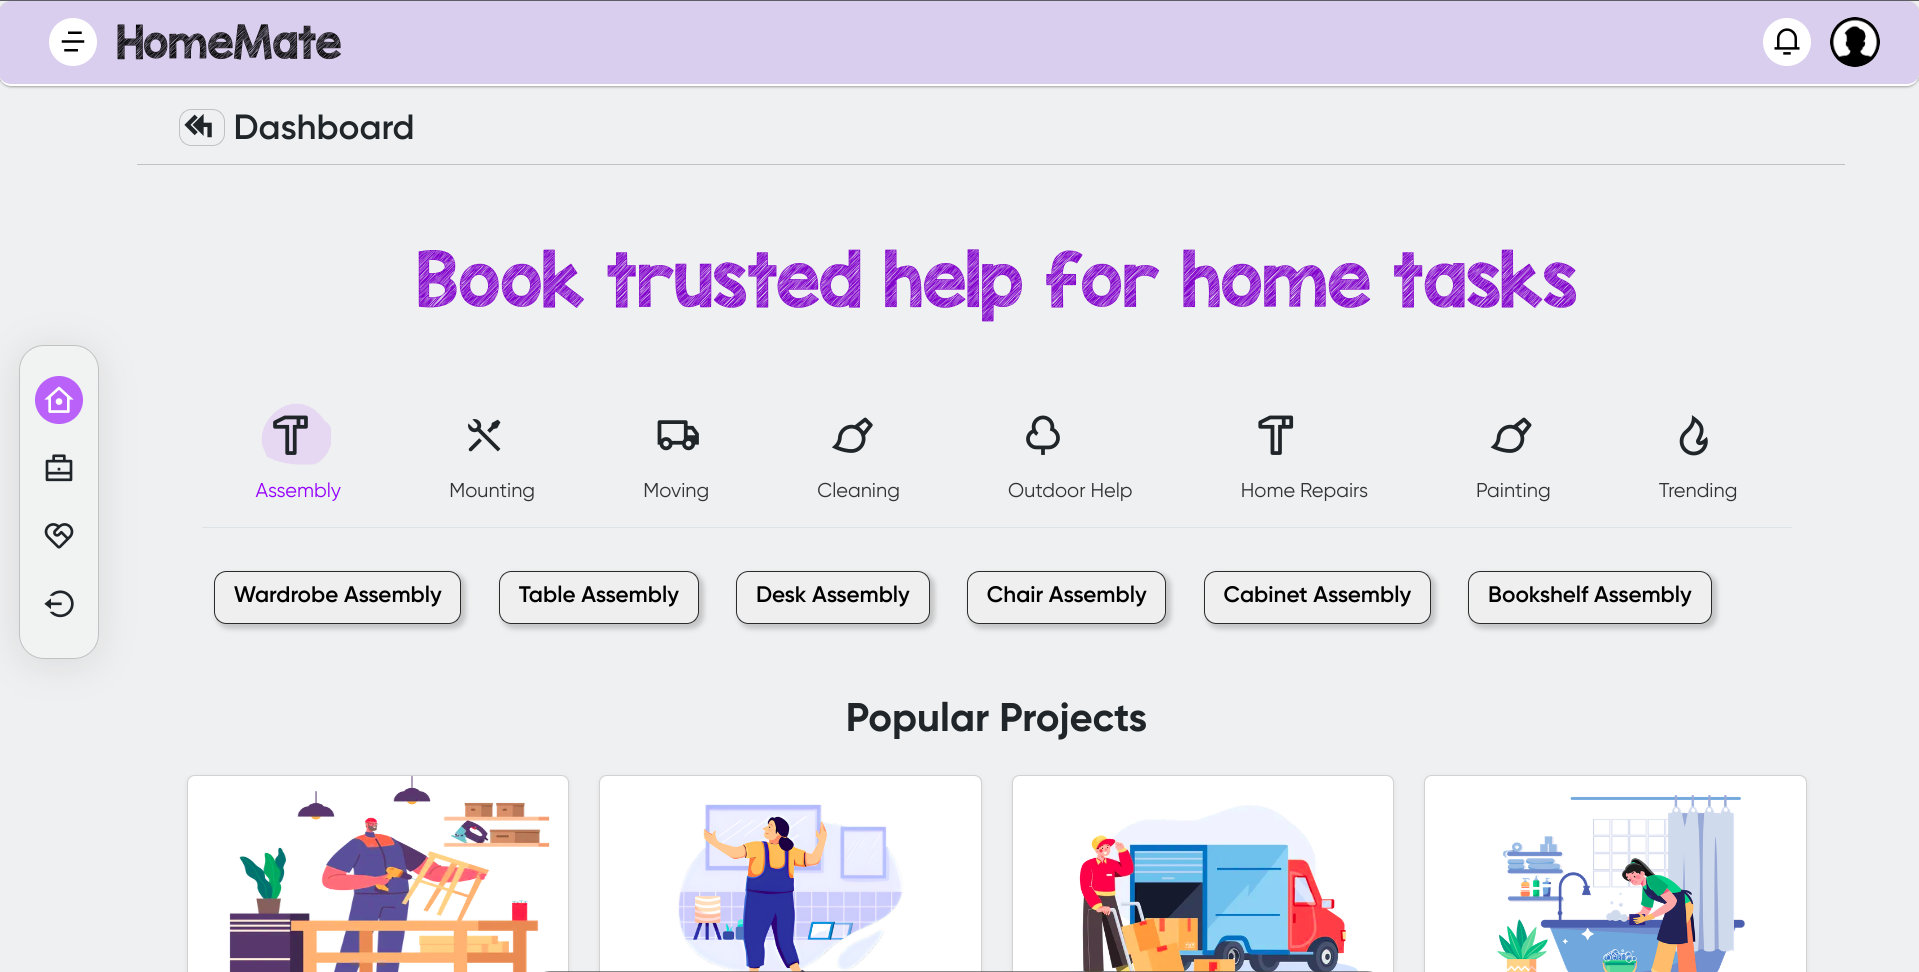 HomeMate
Dashboard
Book trusted help for home tasks
Assembly Mounting Moving Cleaning Outdoor Help Home Repairs Painting Trending
Wardrobe Assembly Table Assembly Desk Assembly Chair Assembly Cabinet Assembly Bookshelf Assembly
Popular Projects